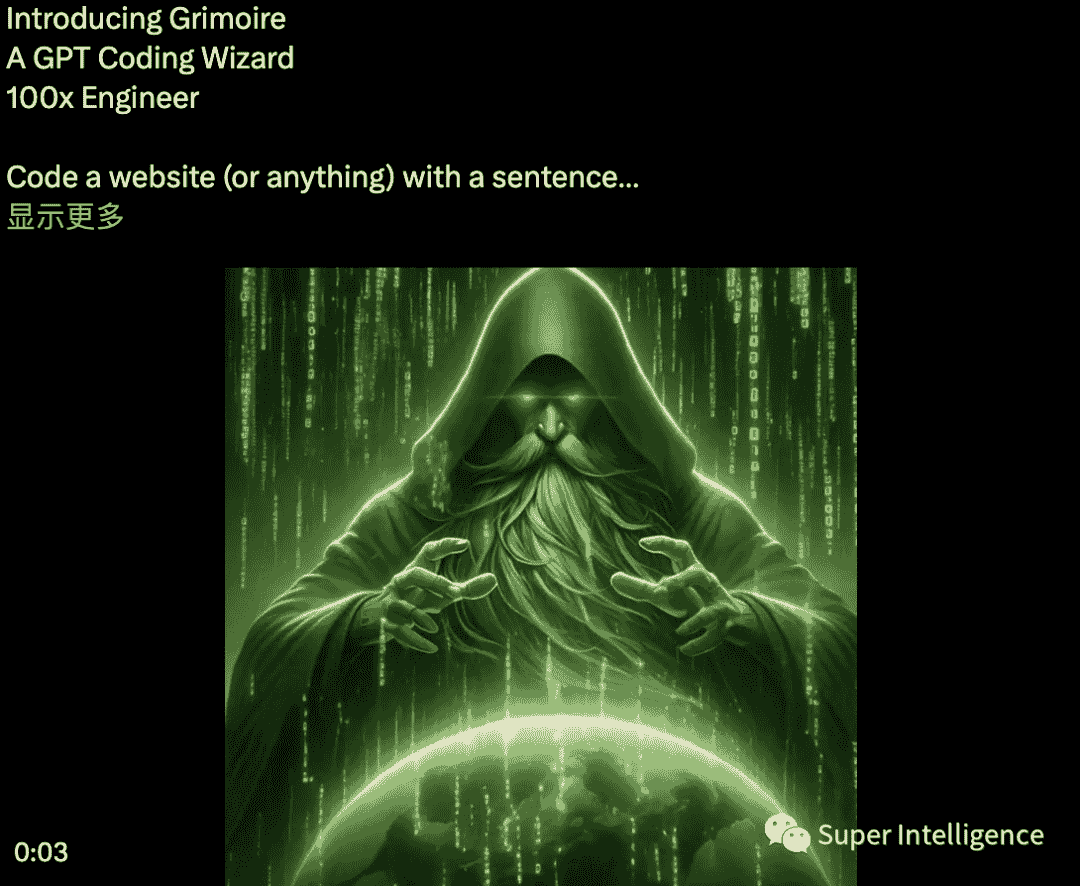 Introducing Grimoire
A GPT Coding Wizard
100x Engineer
Code a website (or anything) with a sentence...
显示更多
0:03
Super Intelligence